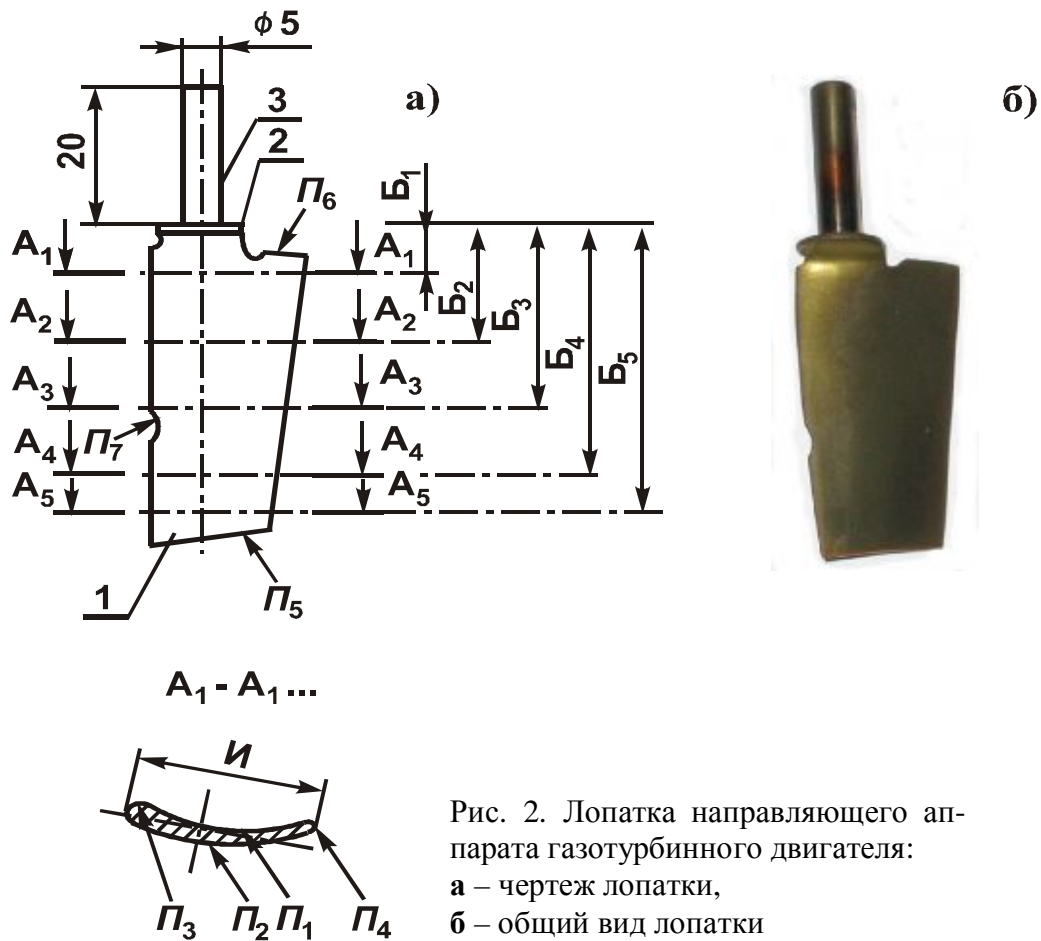 ϕ 5
а)
б)
3
20
2
П6
Б1
А1
А1
Б2
Б3
А2
А2
Б4
Б5
А3
А3
А4
П7
А4
А5
А5
1
П5
А1 - А1 ...
И
П3
П2
П1
П4
Рис. 2. Лопатка направляющего ап-
парата газотурбинного двигателя:
а – чертеж лопатки,
б – общий вид лопатки